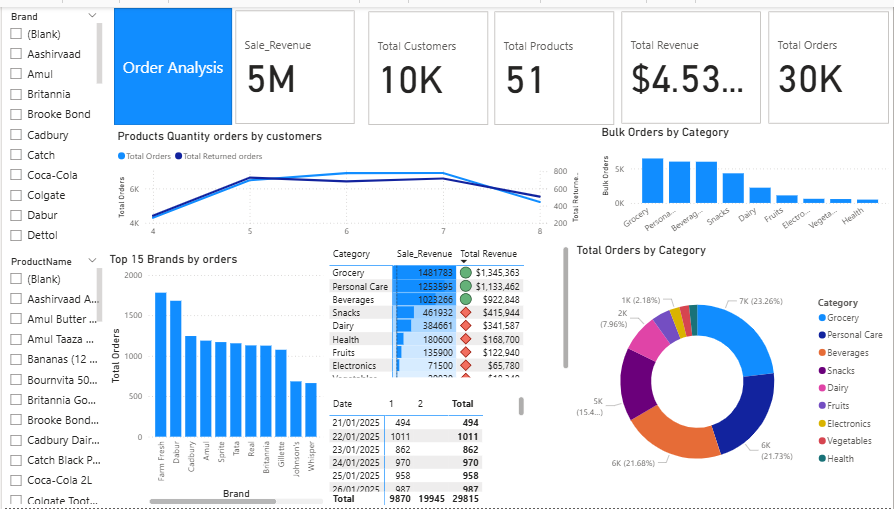 Brand
(Blank)
Aashirvaad
Amul
Britannia
Brooke Bond
Cadbury
Catch
Coca-Cola
Colgate
Dabur
Dettol
ProductName
(Blank)
Aashirvaad A...
Amul Butter ...
Amul Taaza ...
Bananas (12 ...
Bournvita 50...
Britannia Go...
Brooke Bond...
Cadbury Dair...
Catch Black P...
Coca-Cola 2L
Colgate Toot...
Order Analysis
Sale_Revenue
5M
Total Customers
10K
Total Products
51
Total Revenue
$4.53...
Total Orders
30K
Products Quantity orders by customers
Total Orders Total Returned orders
Total Orders
6K
4K
4 5 6 7 8
800
600
400
200
Total Returne..
Bulk Orders by Category
Bulk Orders
5K
0K
Grocery
Persona...
Beverag...
Snacks
Dairy
Fruits
Electro...
Vegeta...
Health
Top 15 Brands by orders
Total Orders
2000
1500
1000
500
0
Farm Fresh
Dabur
Cadbury
Amul
Sprite
Tata
Real
Britannia
Gillette
Johnson's
Whisper
Brand
Category Sale_Revenue Total Revenue
Grocery 1481783 $1,345,363
Personal Care 1253595 $1,133,462
Beverages 1023266 $922,848
Snacks 461932 $415,944
Dairy 384661 $341,587
Health 180600 $168,700
Fruits 135900 $122,940
Electronics 71500 $65,780
Date 1 2 Total
21/01/2025 494 494
22/01/2025 1011 1011
23/01/2025 862 862
24/01/2025 970 970
25/01/2025 958 958
26/01/2025 987 987
Total 9870 19945 29815
Total Orders by Category
1K (2.18%)
2K
(7.96%)
5K
(15.4...)
6K (21.68%)
6K
(21.73%)
7K (23.26%)
Category
Grocery
Personal Care
Beverages
Snacks
Dairy
Fruits
Electronics
Vegetables
Health